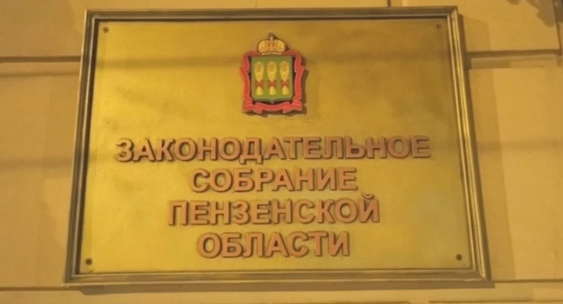 ЗАКОНОДАТЕЛЬНОЕ
СОБРАНИЕ
ПЕНЗЕНСКОЙ
ОБЛАСТИ